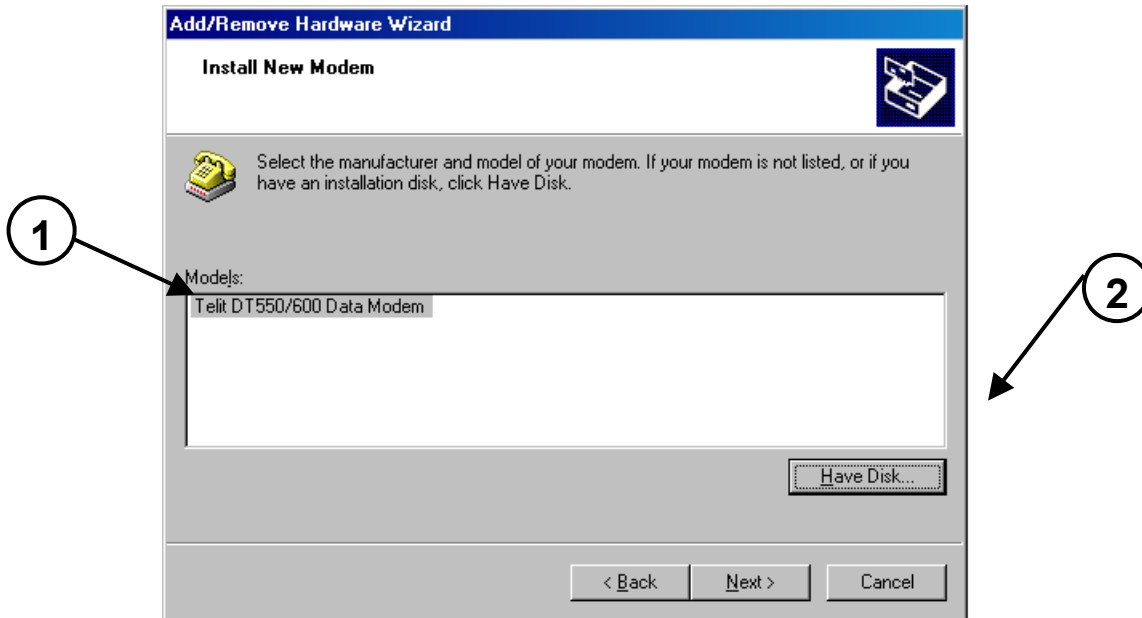 Add/Remove Hardware Wizard
Install New Modem
Select the manufacturer and model of your modem. If your modem is not listed, or if you
have an installation disk, click Have Disk.
1
2
Models:
Telit DT550/600 Data Modem
Have Disk...
< Back
Next >
Cancel